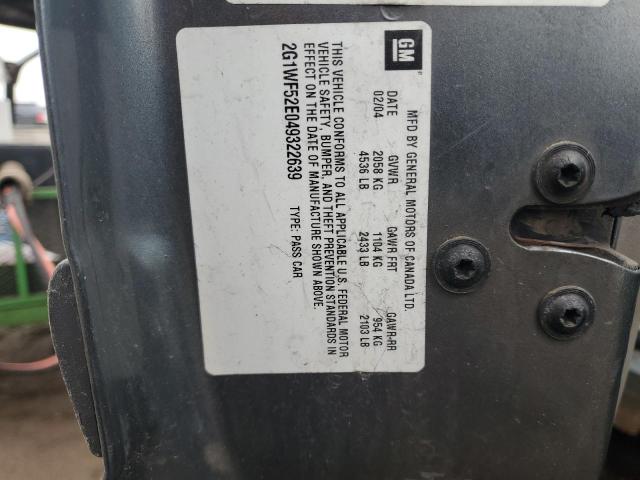 GM
MFD BY GENERAL MOTORS OF CANADA LTD.
DATE GVWR GAWR FRT GAWR-RR
02/04 2058 KG 1104 KG 954 KG
4536 LB 2433 LB 2103 LB
THIS VEHICLE CONFORMS TO ALL APPLICABLE U.S. FEDERAL MOTOR
VEHICLE SAFETY, BUMPER, AND THEFT PREVENTION STANDARDS IN
EFFECT ON THE DATE OF MANUFACTURE SHOWN ABOVE.
2G1WF52E049322639 TYPE: PASS CAR